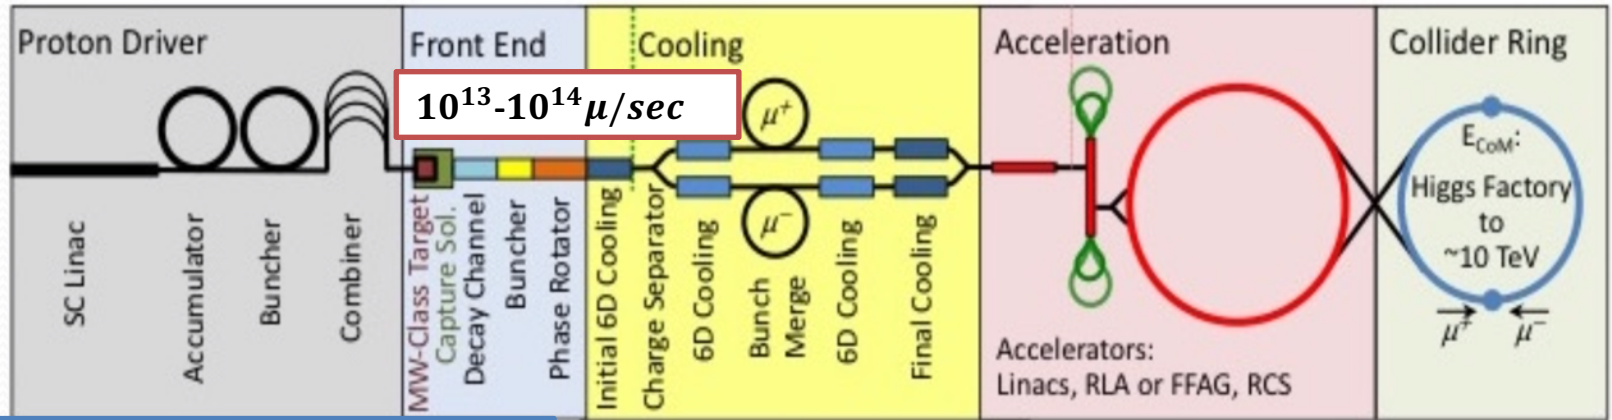 Proton Driver
Front End
Cooling
Acceleration
Collider Ring
10¹³-10¹⁴μ/sec
μ⁺
μ⁻
SC Linac
Accumulator
Buncher
Combiner
MW-Class Target
Capture Sol.
Decay Channel
Buncher
Phase Rotator
Initial 6D Cooling
Charge Separator
6D Cooling
Bunch
Merge
6D Cooling
Final Cooling
Accelerators:
Linacs, RLA or FFAG, RCS
E_CoM:
Higgs Factory
to
~10 TeV
μ⁺ μ⁻